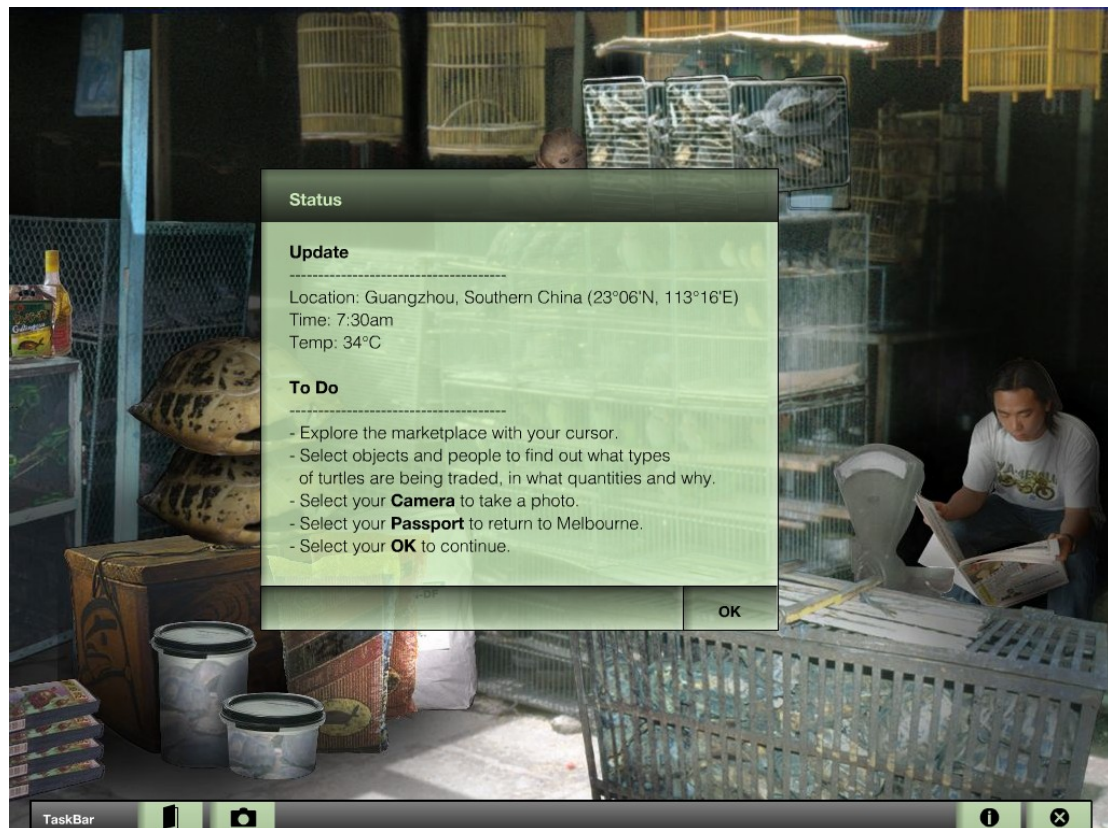 Status
Update
--------------------------------------
Location: Guangzhou, Southern China (23°06'N, 113°16'E)
Time: 7:30am
Temp: 34°C
To Do
--------------------------------------
- Explore the marketplace with your cursor.
- Select objects and people to find out what types
of turtles are being traded, in what quantities and why.
- Select your Camera to take a photo.
- Select your Passport to return to Melbourne.
- Select your OK to continue.
OK
TaskBar